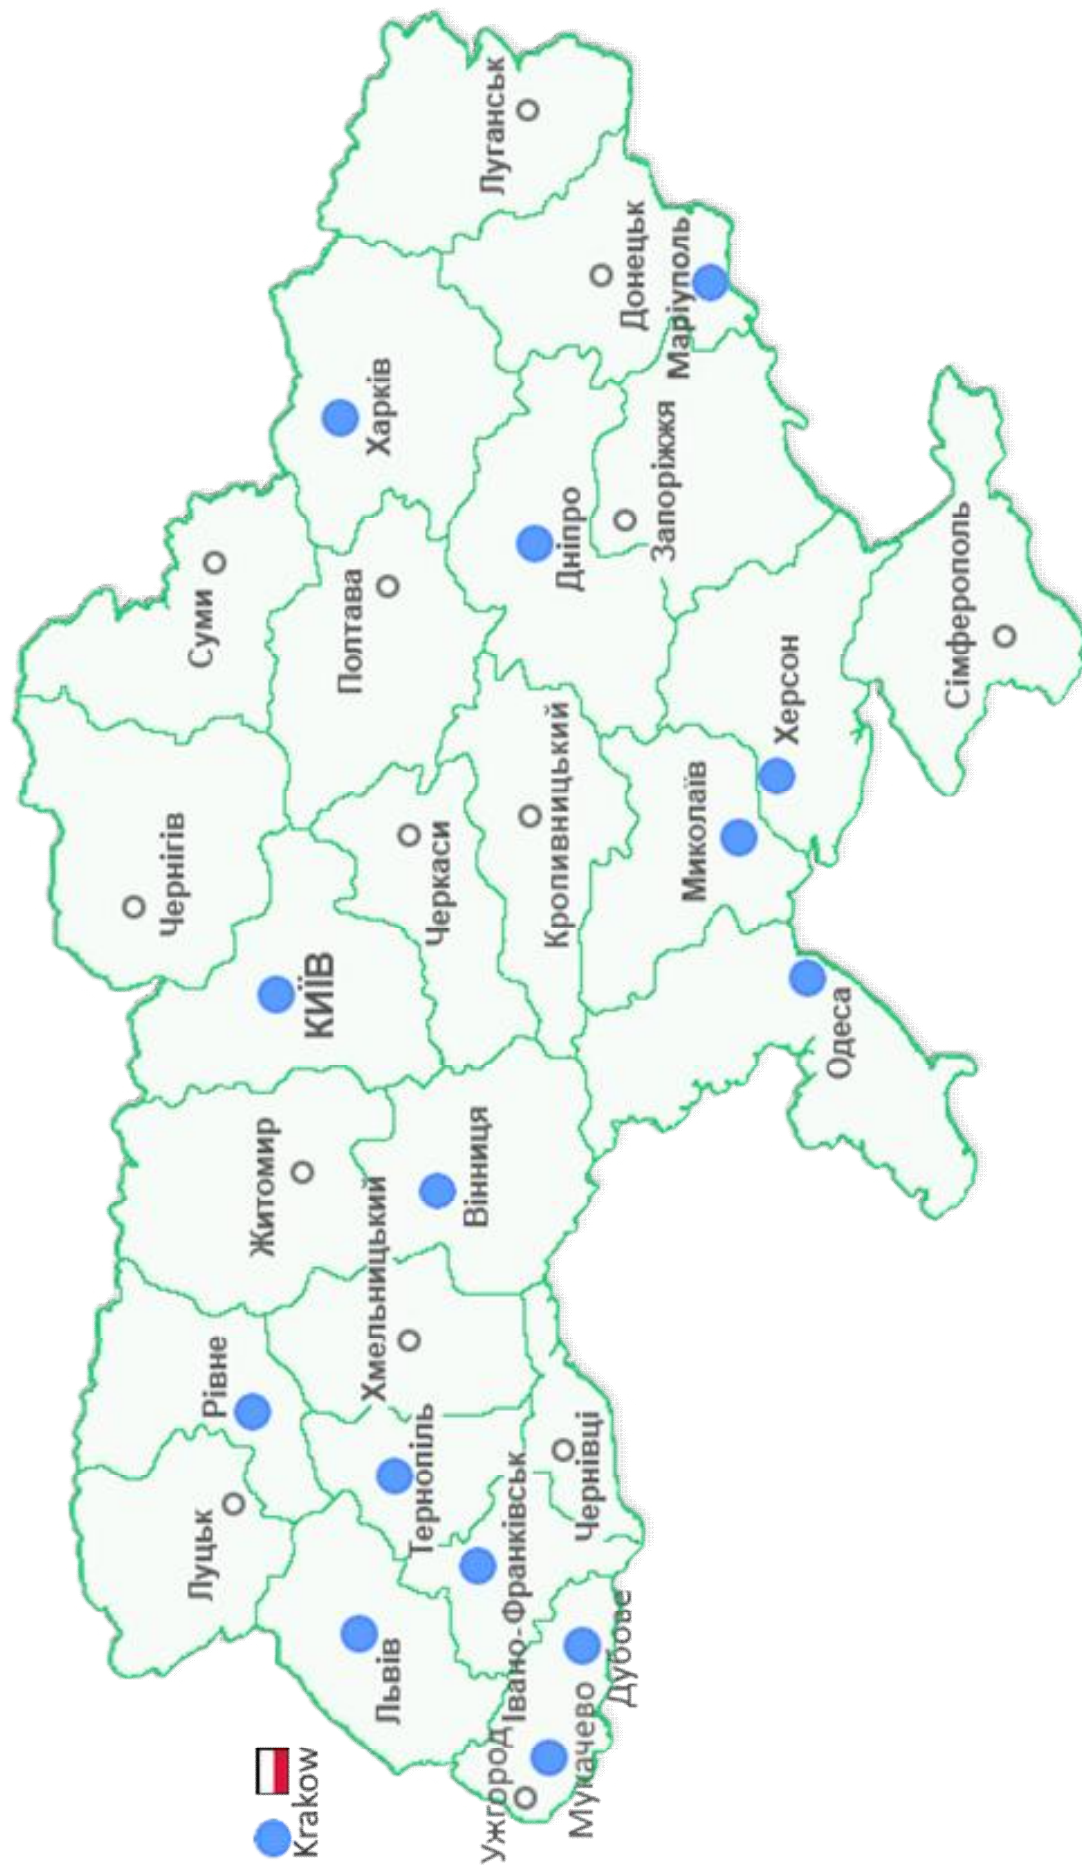 Krakow
Луцьк
Рівне
Житомир
КИЇВ
Чернігів
Суми
Львів
Тернопіль
Хмельницький
Вінниця
Черкаси
Полтава
Харків
Луганськ
Ужгород
Івано-Франківськ
Мукачево
Дубове
Чернівці
Кропивницький
Дніпро
Донецьк
Запоріжжя
Маріуполь
Миколаїв
Херсон
Одеса
Сімферополь